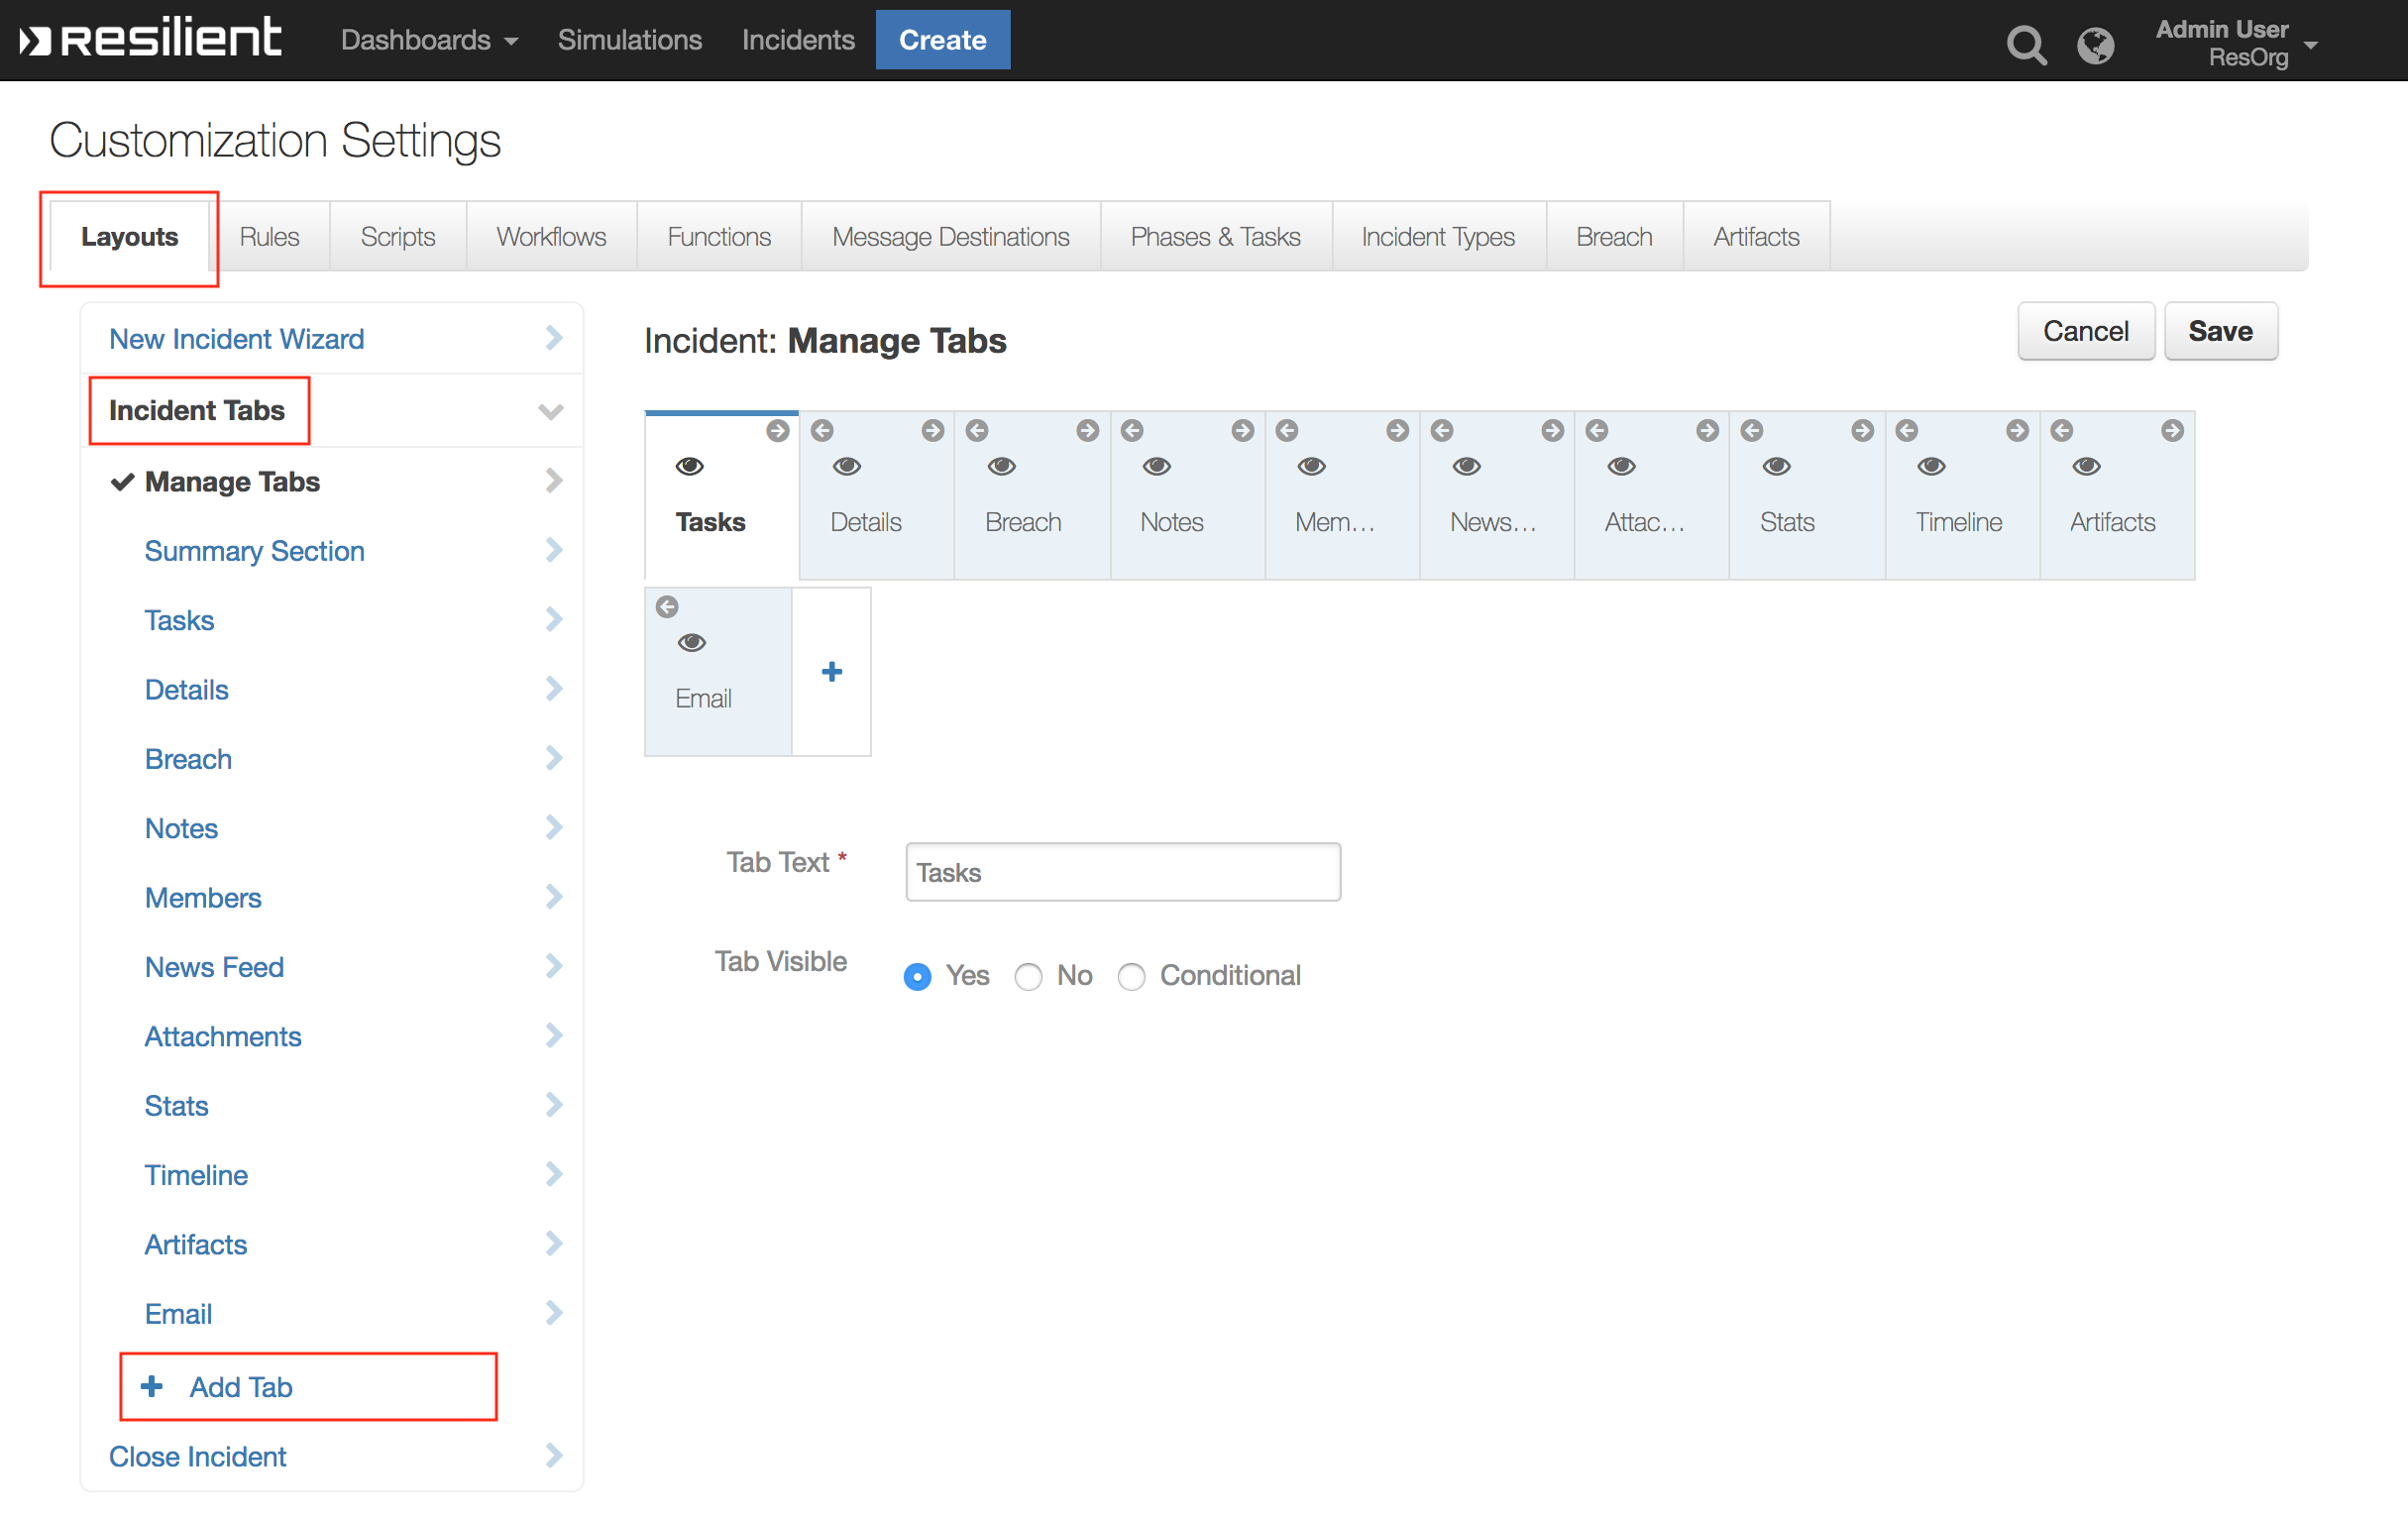 Resilient
Dashboards Simulations Incidents Create
Admin User
ResOrg
Customization Settings
Layouts Rules Scripts Workflows Functions Message Destinations Phases & Tasks Incident Types Breach Artifacts
New Incident Wizard
Incident Tabs
Manage Tabs
Summary Section
Tasks
Details
Breach
Notes
Members
News Feed
Attachments
Stats
Timeline
Artifacts
Email
+ Add Tab
Close Incident
Incident: Manage Tabs
Cancel Save
Tasks Details Breach Notes Mem... News... Attac... Stats Timeline Artifacts
Email +
Tab Text * Tasks
Tab Visible Yes No Conditional